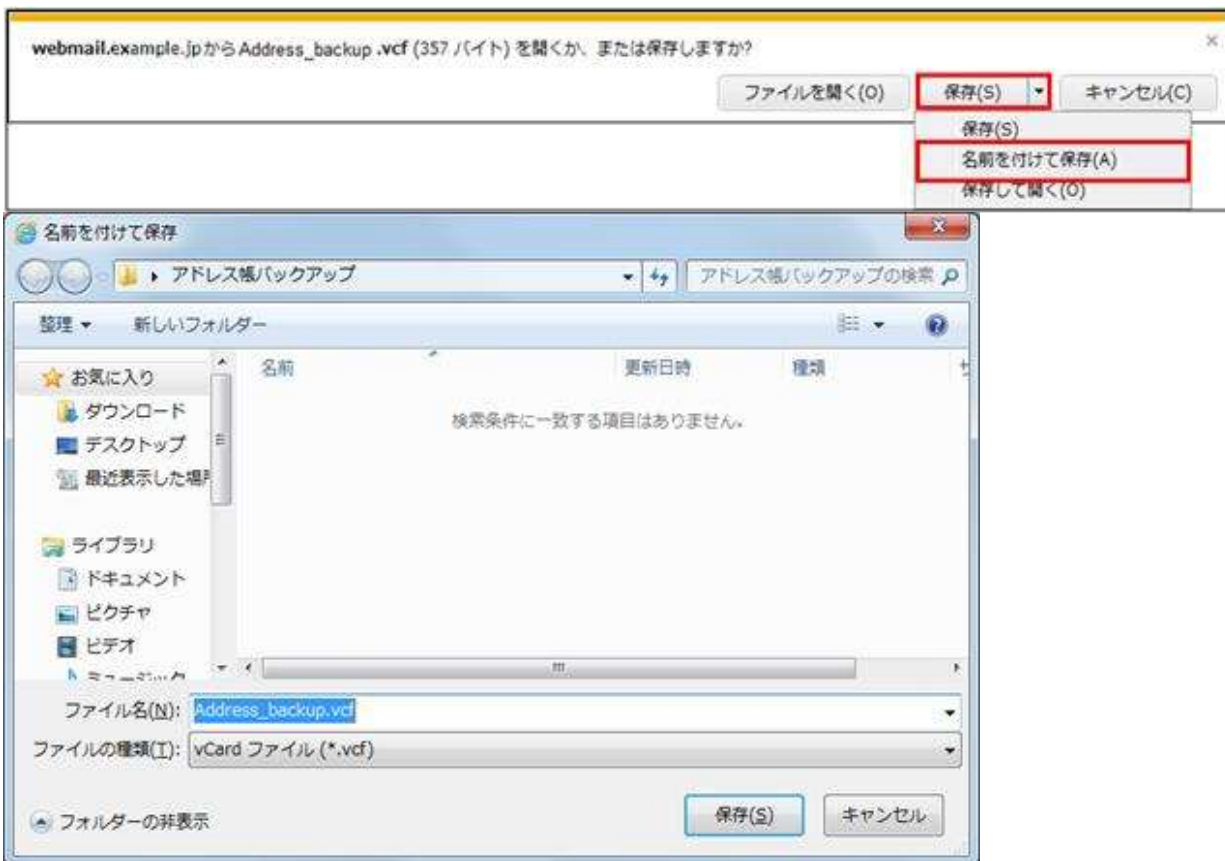 webmail.example.jpからAddress_backup .vcf (357 バイト) を開くか、または保存しますか?
ファイルを開く(O) 保存(S) キャンセル(C)
保存(S)
名前を付けて保存(A)
保存して開く(O)
名前を付けて保存
アドレス帳バックアップ アドレス帳バックアップの検索
整理 新しいフォルダー
名前 更新日時 種類 サ
検索条件に一致する項目はありません。
お気に入り
ダウンロード
デスクトップ
最近表示した場所
ライブラリ
ドキュメント
ピクチャ
ビデオ
ミュージック
ファイル名(N): Address_backup.vcf
ファイルの種類(T): vCard ファイル (*.vcf)
フォルダーの非表示 保存(S) キャンセル